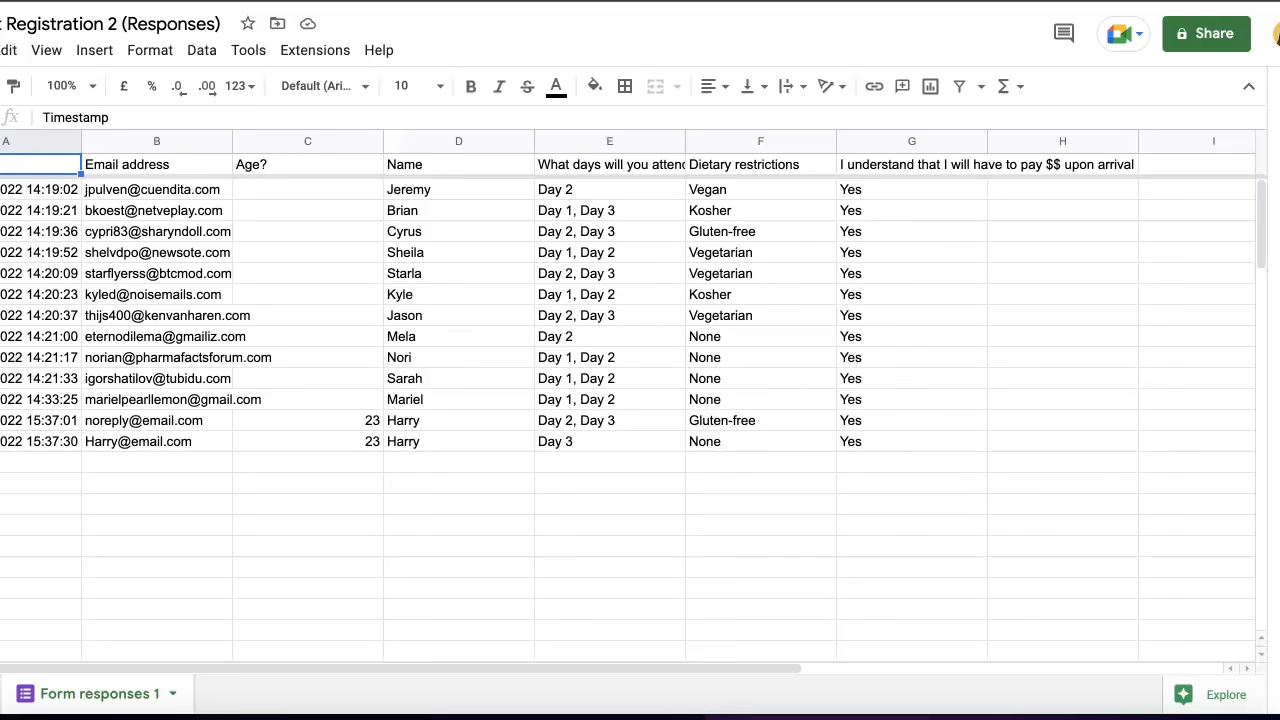 Registration 2 (Responses)
dit View Insert Format Data Tools Extensions Help
Share
100% £ % .0 .00 123 Default (Ari... 10 B I S A Σ
fx Timestamp
A B C D E F G H I
Email address Age? Name What days will you attend Dietary restrictions I understand that I will have to pay $$ upon arrival
022 14:19:02 jpulven@cuendita.com Jeremy Day 2 Vegan Yes
022 14:19:21 bkoest@netveplay.com Brian Day 1, Day 3 Kosher Yes
022 14:19:36 cypri83@sharyndoll.com Cyrus Day 2, Day 3 Gluten-free Yes
022 14:19:52 shelvdpo@newsote.com Sheila Day 1, Day 2 Vegetarian Yes
022 14:20:09 starflyerss@btcmod.com Starla Day 2, Day 3 Vegetarian Yes
022 14:20:23 kyled@noisemails.com Kyle Day 1, Day 2 Kosher Yes
022 14:20:37 thijs400@kenvanharen.com Jason Day 2, Day 3 Vegetarian Yes
022 14:21:00 eternodilema@gmailiz.com Mela Day 2 None Yes
022 14:21:17 norian@pharmafactsforum.com Nori Day 1, Day 2 None Yes
022 14:21:33 igorshatilov@tubidu.com Sarah Day 1, Day 2 None Yes
022 14:33:25 marielpearllemon@gmail.com Mariel Day 1, Day 2 None Yes
022 15:37:01 noreply@email.com 23 Harry Day 2, Day 3 Gluten-free Yes
022 15:37:30 Harry@email.com 23 Harry Day 3 None Yes
Form responses 1
Explore